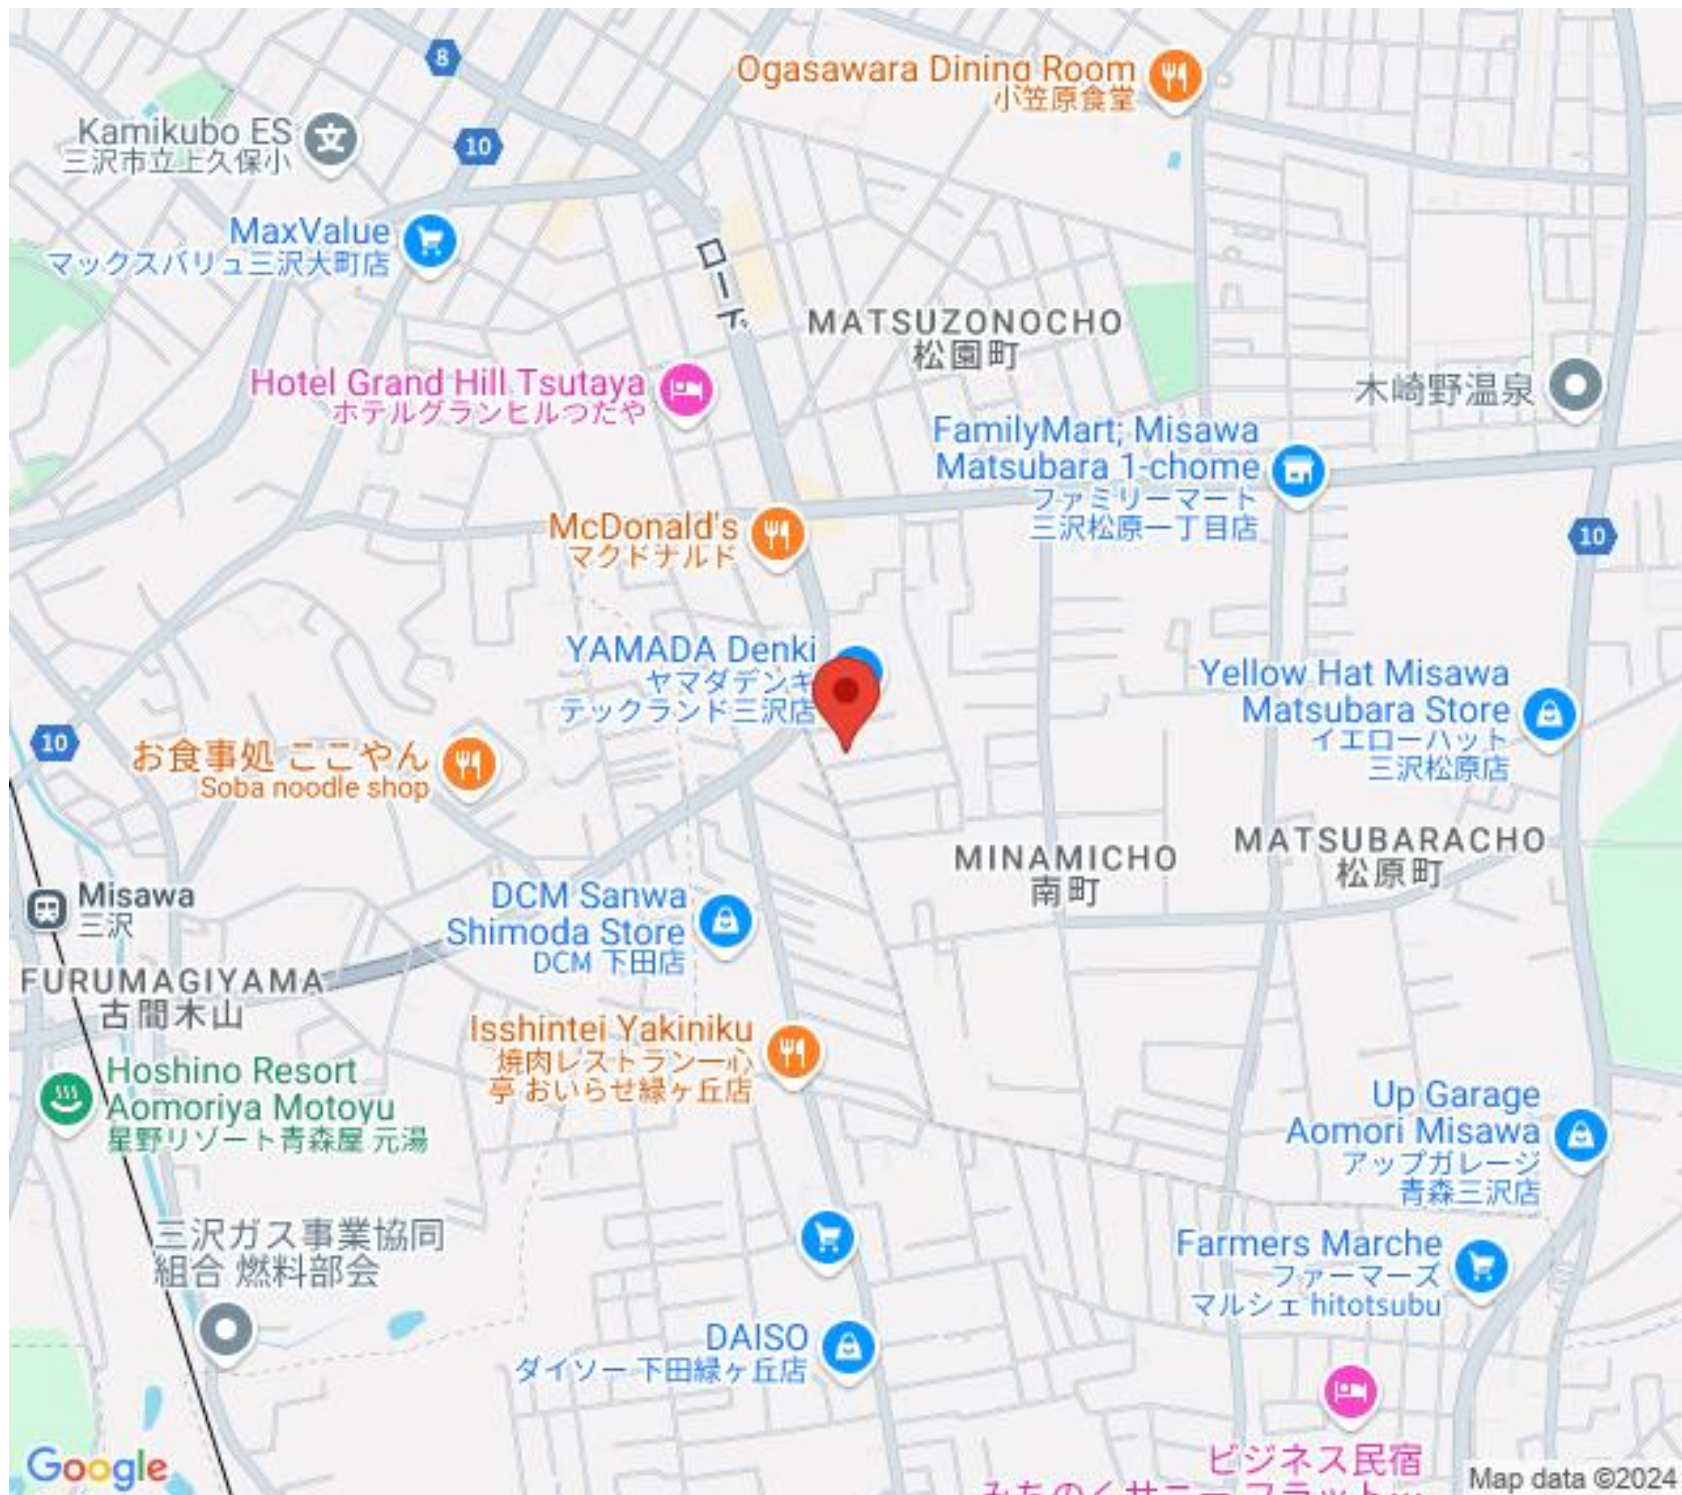 8
Ogasawara Dining Room
小笠原食堂
Kamikubo ES
三沢市立上久保小
10
MaxValue
マックスバリュ三沢大町店
MATSUZONOCHO
松園町
Hotel Grand Hill Tsutaya
ホテルグランヒルつたや
木崎野温泉
FamilyMart; Misawa
Matsubara 1-chome
ファミリーマート
三沢松原一丁目店
McDonald's
マクドナルド
10
YAMADA Denki
ヤマダデンキ
テックランド三沢店
Yellow Hat Misawa
Matsubara Store
イエローハット
三沢松原店
10
お食事処 ここやん
Soba noodle shop
MINAMICHO
南町
MATSUBARACHO
松原町
Misawa
三沢
DCM Sanwa
Shimoda Store
DCM 下田店
FURUMAGIYAMA
古間木山
Isshintei Yakiniku
焼肉レストラン一心
亭 おいらせ緑ヶ丘店
Hoshino Resort
Aomoriya Motoyu
星野リゾート青森屋 元湯
Up Garage
Aomori Misawa
アップガレージ
青森三沢店
三沢ガス事業協同
組合 燃料部会
Farmers Marche
ファーマーズ
マルシェ hitotsubu
DAISO
ダイソー 下田緑ヶ丘店
ビジネス民宿
Google
Map data ©2024